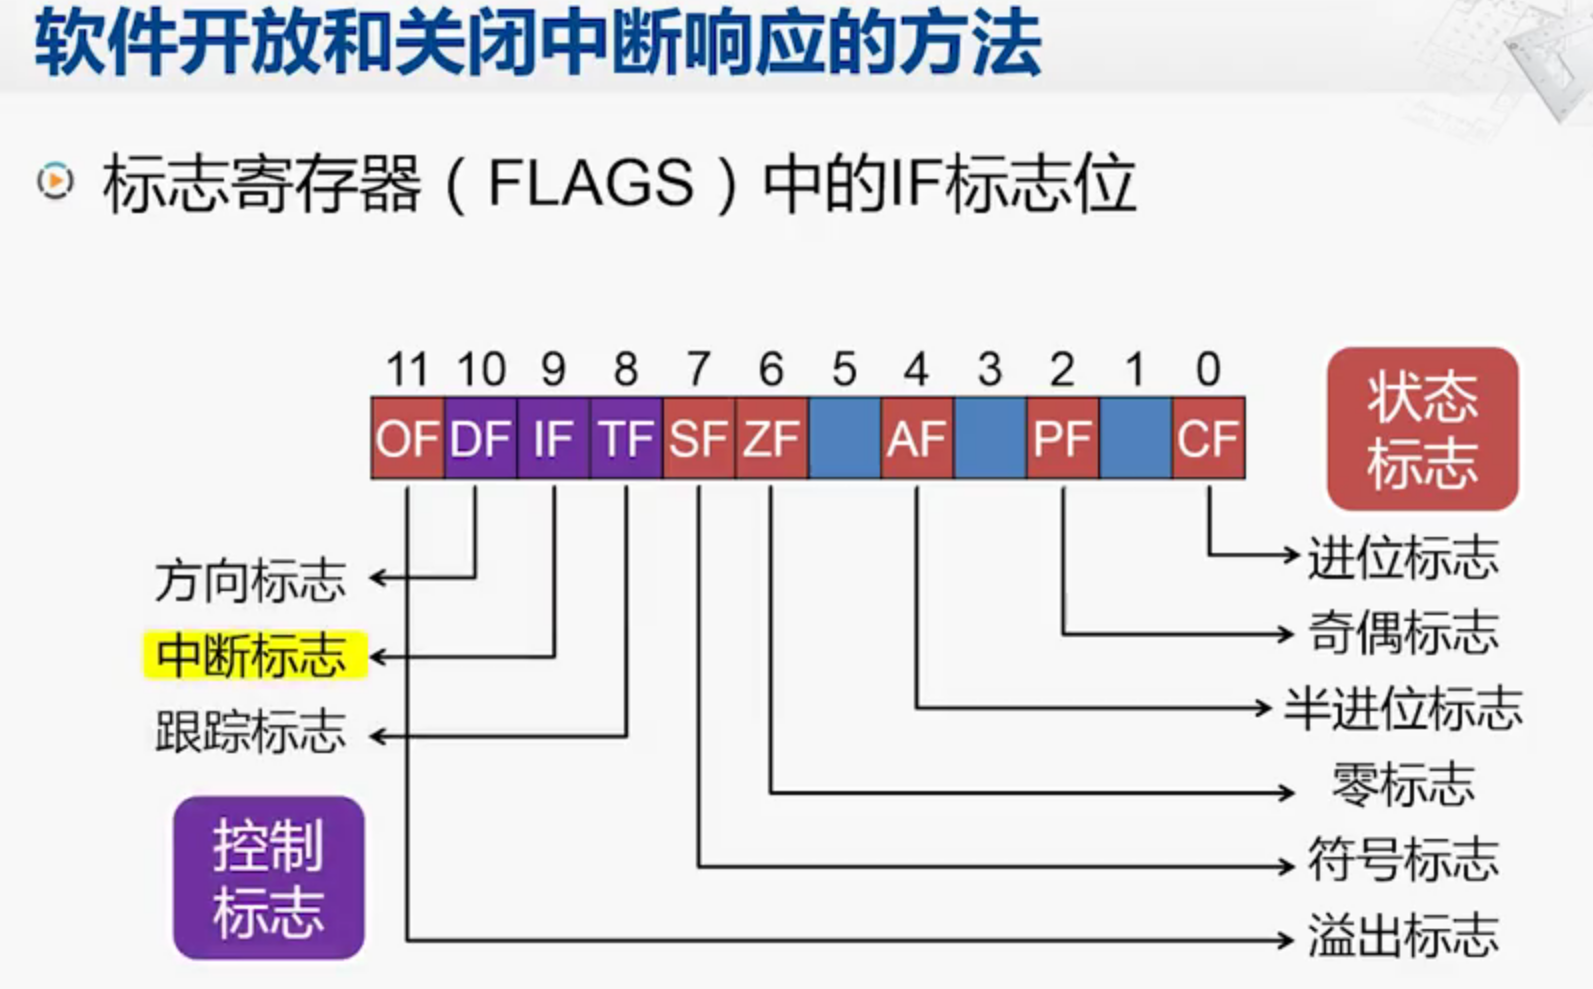 软件开放和关闭中断响应的方法
标志寄存器（FLAGS）中的IF标志位
11 10 9 8 7 6 5 4 3 2 1 0
OF DF IF TF SF ZF AF PF CF
状态
标志
方向标志
中断标志
跟踪标志
控制
标志
进位标志
奇偶标志
半进位标志
零标志
符号标志
溢出标志